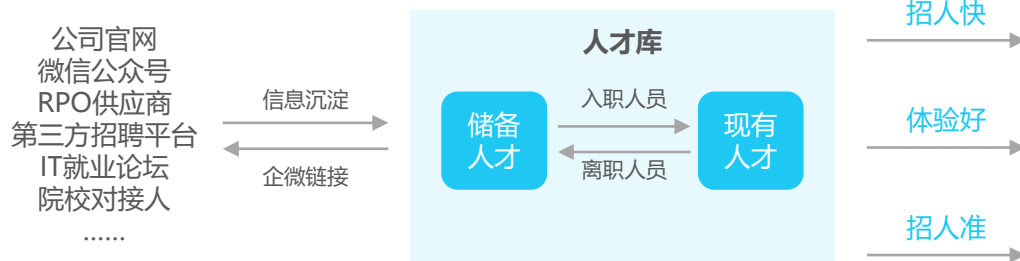 公司官网
微信公众号
RPO供应商
第三方招聘平台
IT就业论坛
院校对接人
......
信息沉淀
企微链接
人才库
储备
人才
入职人员
离职人员
现有
人才
招人快
体验好
招人准